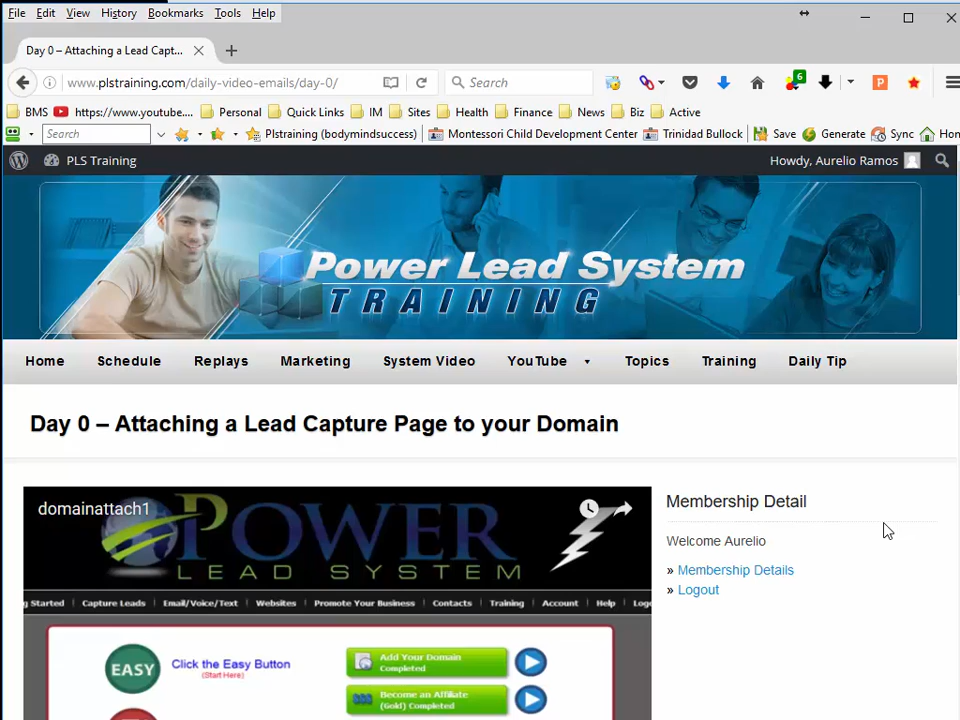 File Edit View History Bookmarks Tools Help
Day 0 – Attaching a Lead Capt...
www.plstraining.com/daily-video-emails/day-0/ Search 6
BMS https://www.youtube.... Personal Quick Links IM Sites Health Finance News Biz Active
Search Plstraining (bodymindsuccess) Montessori Child Development Center Trinidad Bullock Save Generate Sync Hon
PLS Training Howdy, Aurelio Ramos
Power Lead System
TRAINING
Home Schedule Replays Marketing System Video YouTube Topics Training Daily Tip
Day 0 – Attaching a Lead Capture Page to your Domain
domainattach1
POWER
LEAD SYSTEM
g Started Capture Leads Email/Voice/Text Websites Promote Your Business Contacts Training Account Help Logo
EASY
Click the Easy Button
(Start Here)
Add Your Domain
Completed
Become an Affiliate
(Gold) Completed
Membership Detail
Welcome Aurelio
» Membership Details
» Logout